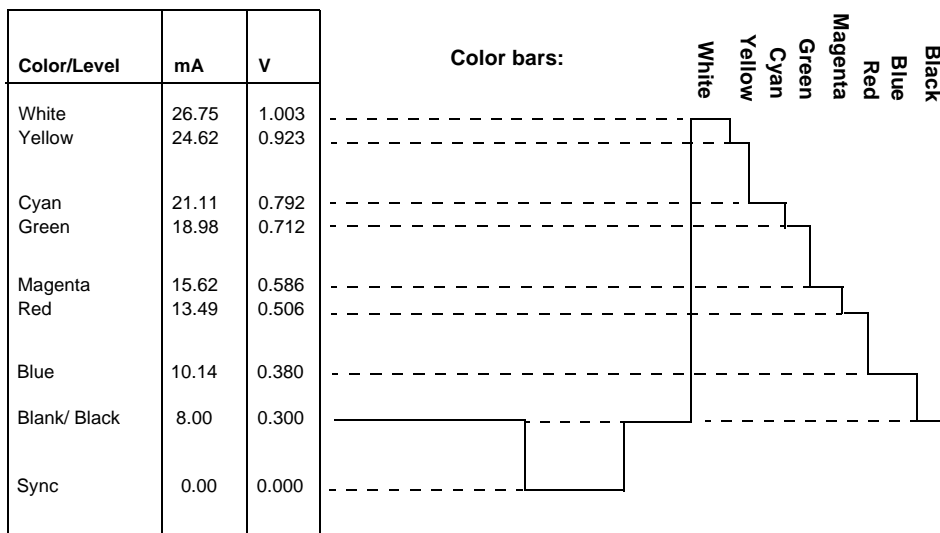 Color/Level mA V
White 26.75 1.003
Yellow 24.62 0.923
Cyan 21.11 0.792
Green 18.98 0.712
Magenta 15.62 0.586
Red 13.49 0.506
Blue 10.14 0.380
Blank/ Black 8.00 0.300
Sync 0.00 0.000
Color bars:
White
Yellow
Cyan
Green
Magenta
Red
Blue
Black